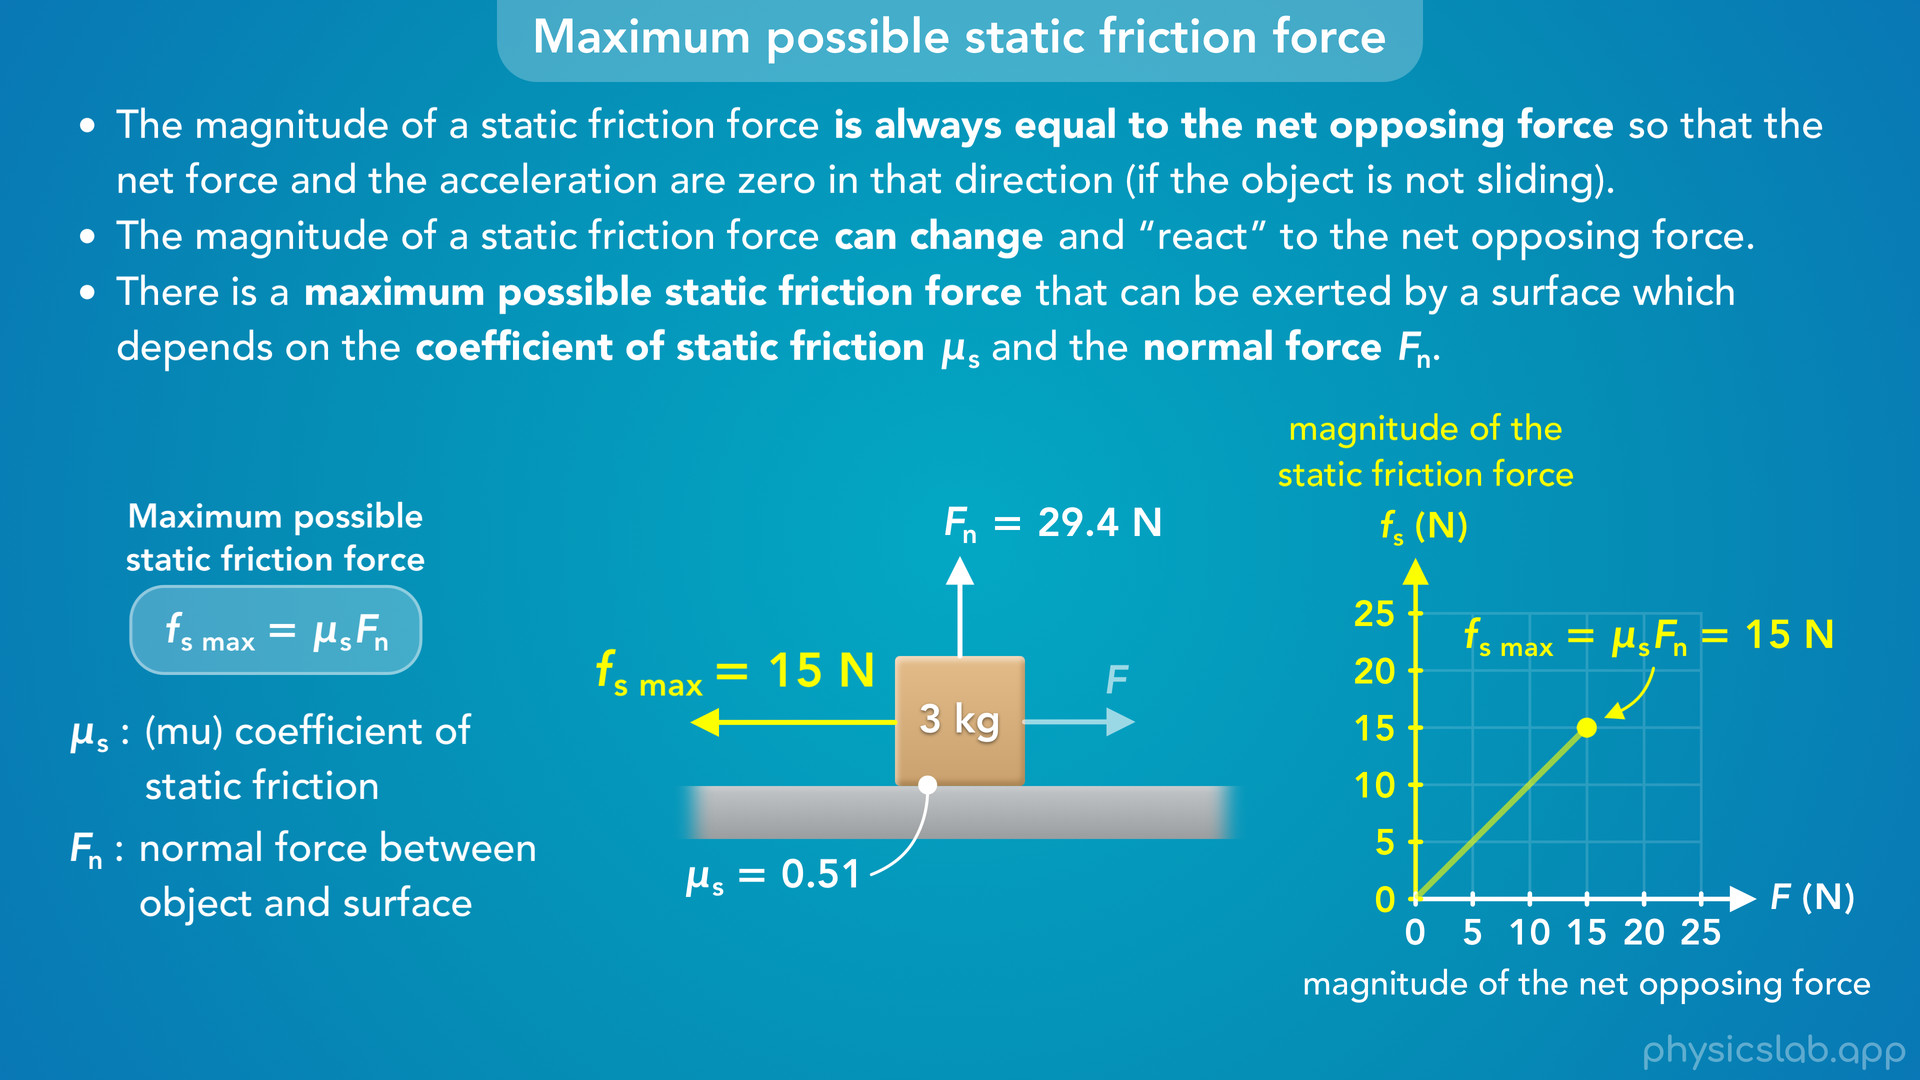 Maximum possible static friction force
• The magnitude of a static friction force is always equal to the net opposing force so that the
net force and the acceleration are zero in that direction (if the object is not sliding).
• The magnitude of a static friction force can change and “react” to the net opposing force.
• There is a maximum possible static friction force that can be exerted by a surface which
depends on the coefficient of static friction μs and the normal force Fn.
Maximum possible
static friction force
fs max = μsFn
μs : (mu) coefficient of
static friction
Fn : normal force between
object and surface
Fn = 29.4 N
fs max = 15 N
3 kg
F
μs = 0.51
magnitude of the
static friction force
fs (N)
25
fs max = μsFn = 15 N
20
15
10
5
0
F (N)
0 5 10 15 20 25
magnitude of the net opposing force
physicslab.app